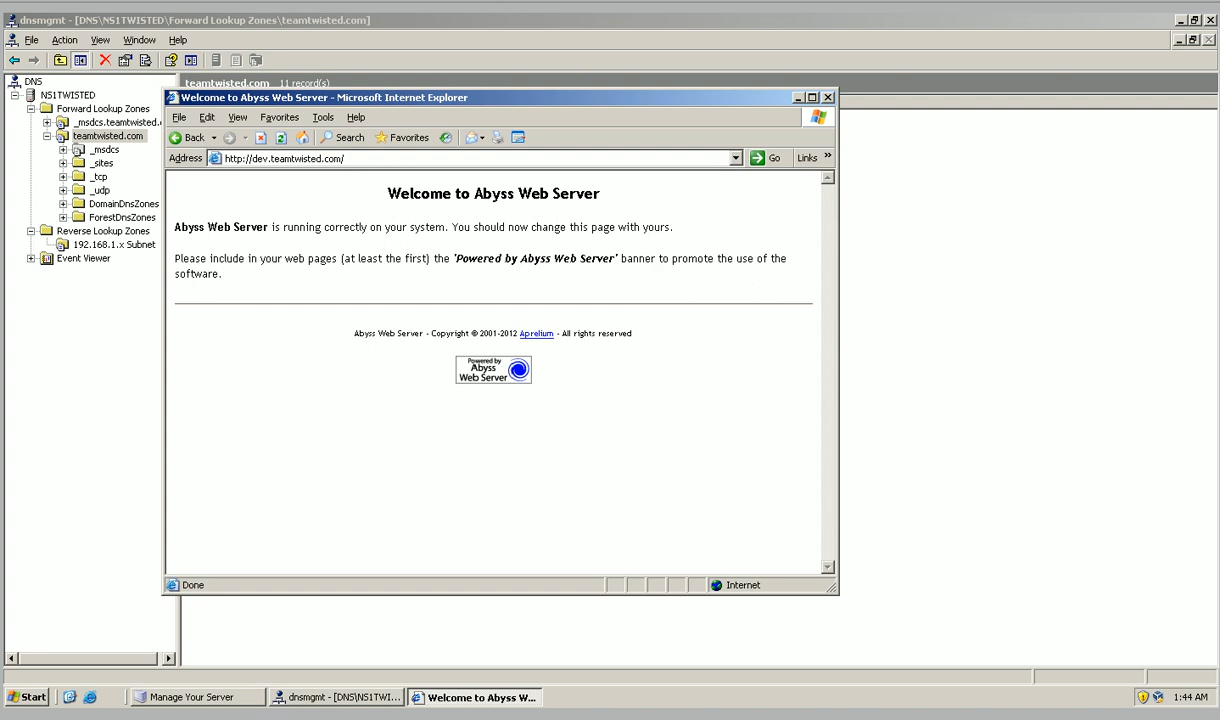 dnsmgmt - [DNS\NS1TWISTED\Forward Lookup Zones\teamtwisted.com]
File Action View Window Help
DNS
NS1TWISTED
Forward Lookup Zones
_msdcs.teamtwisted.
teamtwisted.com
_msdcs
_sites
_tcp
_udp
DomainDnsZones
ForestDnsZones
Reverse Lookup Zones
192.168.1.x Subnet
Event Viewer
teamtwisted.com 11 record(s)
Welcome to Abyss Web Server - Microsoft Internet Explorer
File Edit View Favorites Tools Help
Back Search Favorites
Address http://dev.teamtwisted.com/ Go Links »
Welcome to Abyss Web Server
Abyss Web Server is running correctly on your system. You should now change this page with yours.
Please include in your web pages (at least the first) the 'Powered by Abyss Web Server' banner to promote the use of the
software.
Abyss Web Server - Copyright © 2001-2012 Aprelium - All rights reserved
Powered by
Abyss
Web Server
Done Internet
Start Manage Your Server dnsmgmt - [DNS\NS1TWI... Welcome to Abyss W... 1:44 AM